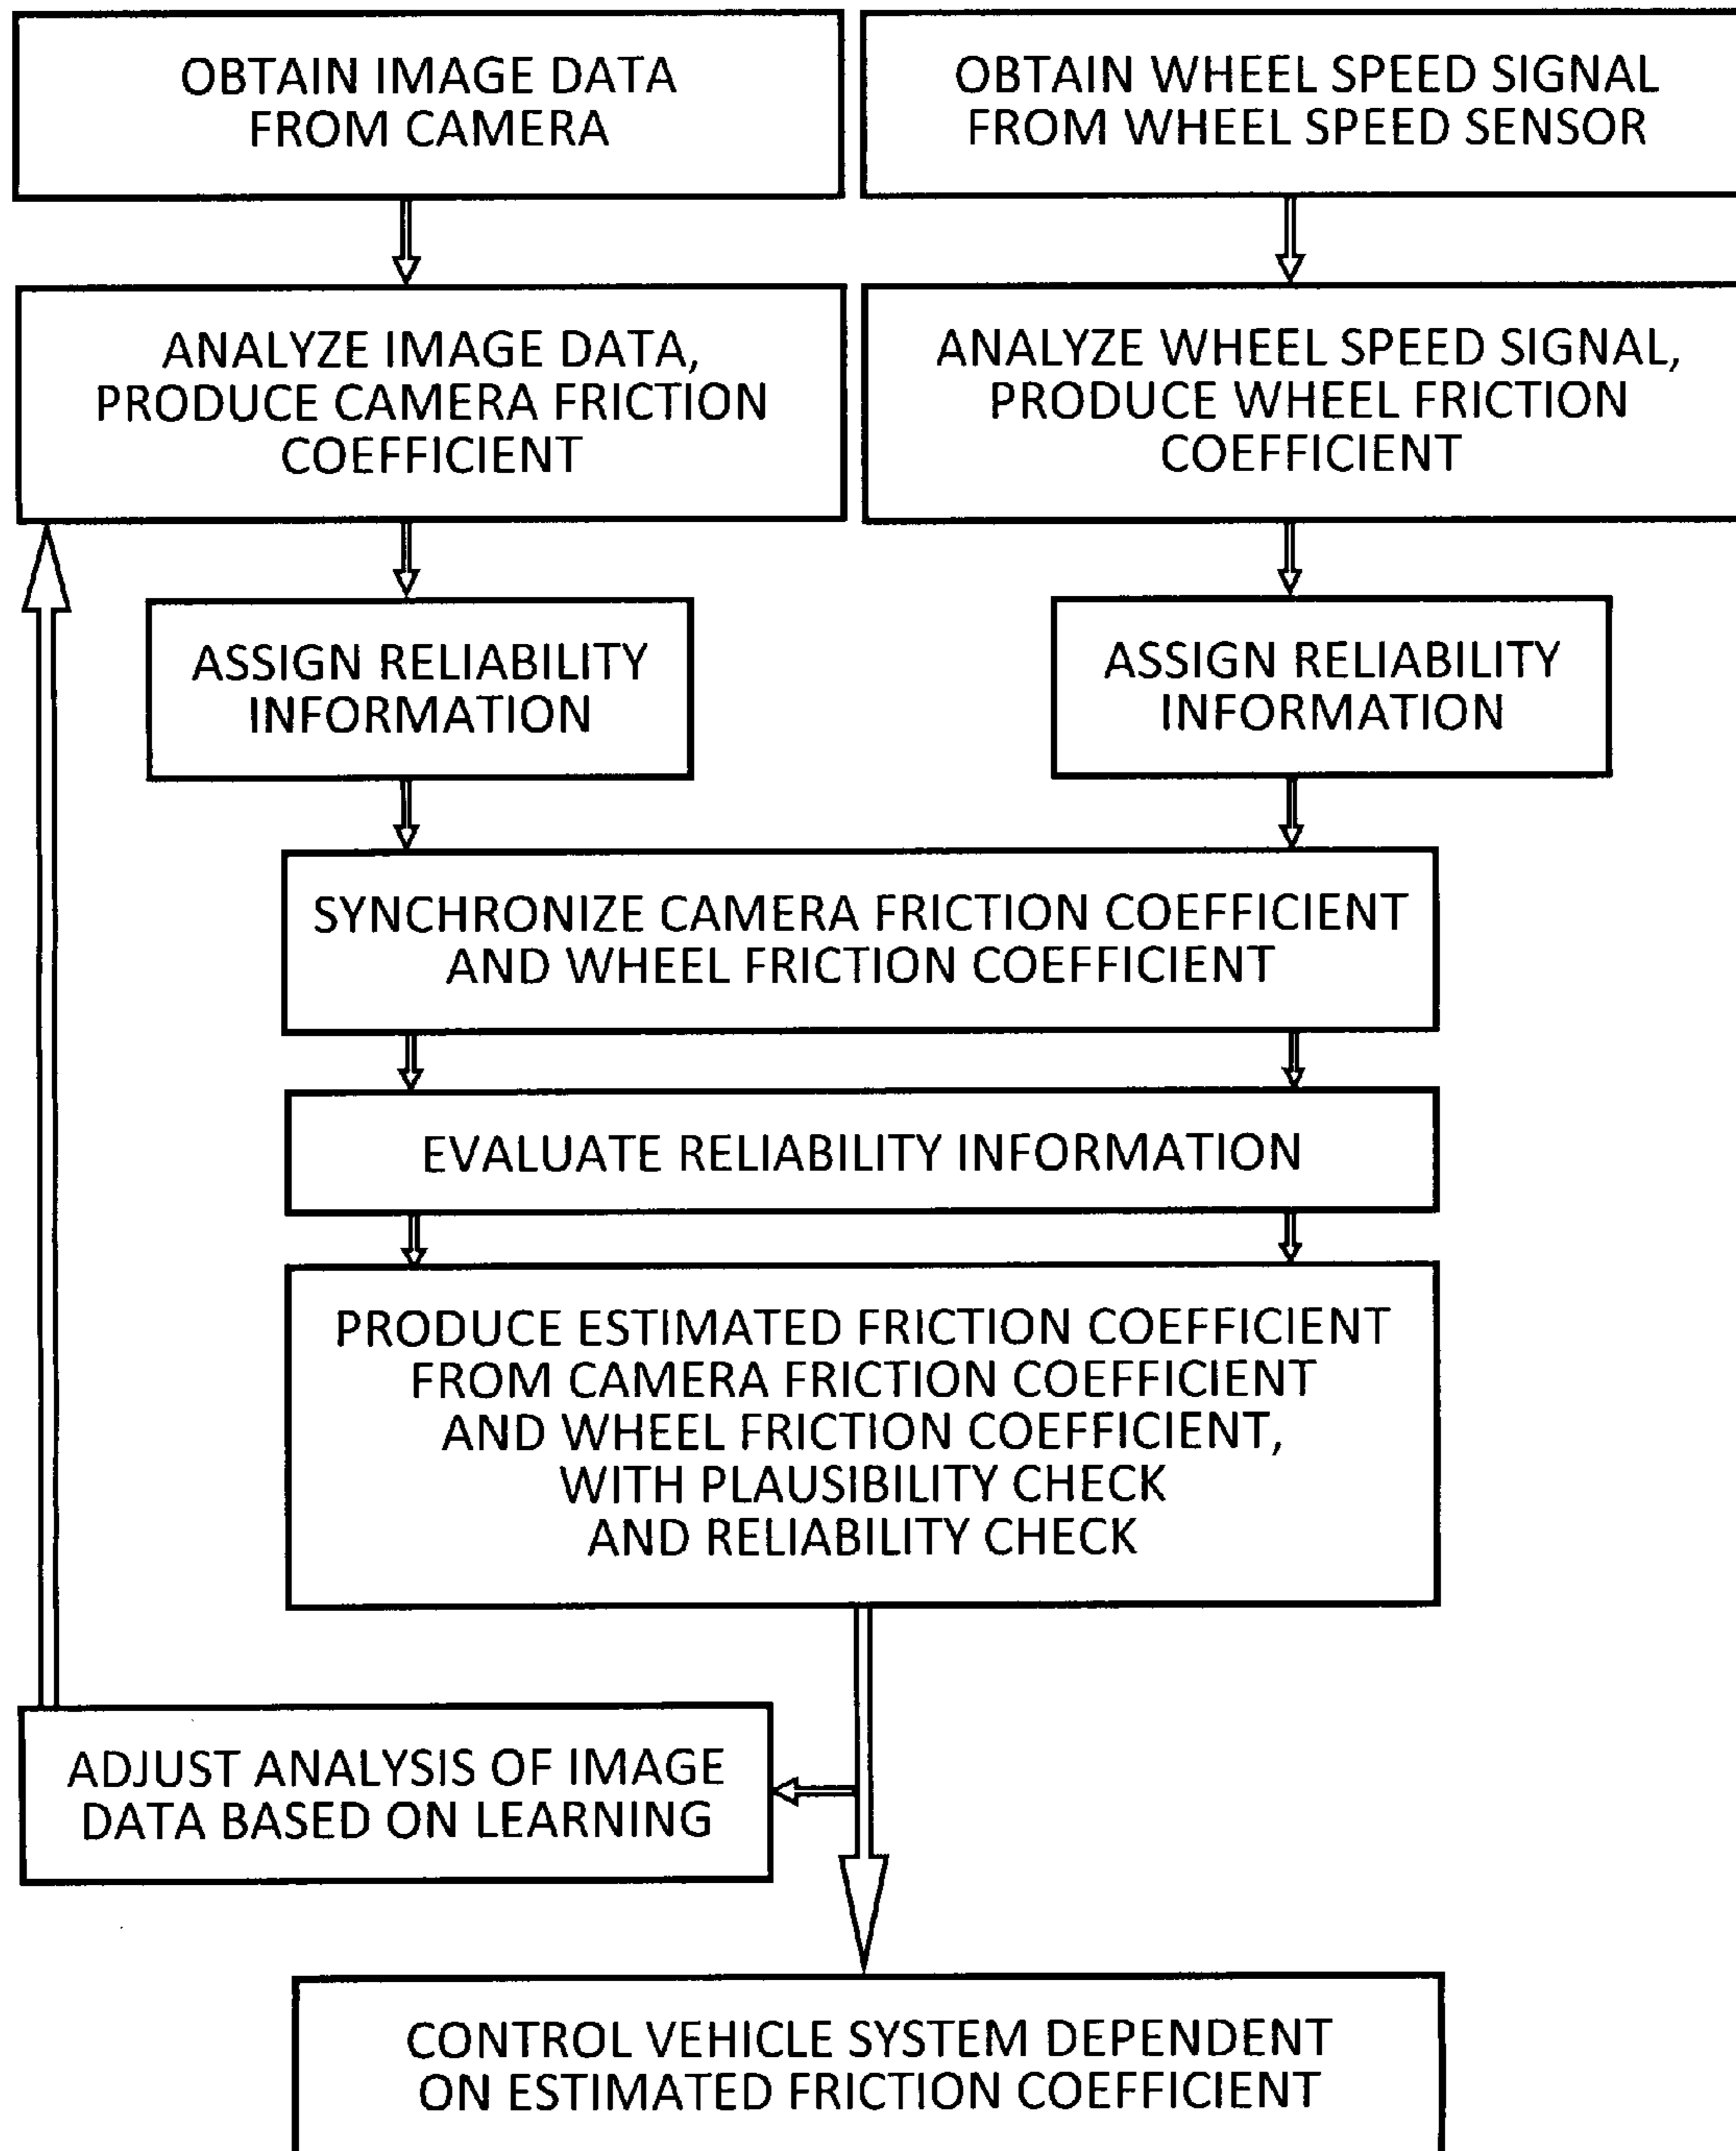 OBTAIN IMAGE DATA
FROM CAMERA
OBTAIN WHEEL SPEED SIGNAL
FROM WHEEL SPEED SENSOR
ANALYZE IMAGE DATA,
PRODUCE CAMERA FRICTION
COEFFICIENT
ANALYZE WHEEL SPEED SIGNAL,
PRODUCE WHEEL FRICTION
COEFFICIENT
ASSIGN RELIABILITY
INFORMATION
ASSIGN RELIABILITY
INFORMATION
SYNCHRONIZE CAMERA FRICTION COEFFICIENT
AND WHEEL FRICTION COEFFICIENT
EVALUATE RELIABILITY INFORMATION
PRODUCE ESTIMATED FRICTION COEFFICIENT
FROM CAMERA FRICTION COEFFICIENT
AND WHEEL FRICTION COEFFICIENT,
WITH PLAUSIBILITY CHECK
AND RELIABILITY CHECK
ADJUST ANALYSIS OF IMAGE
DATA BASED ON LEARNING
CONTROL VEHICLE SYSTEM DEPENDENT
ON ESTIMATED FRICTION COEFFICIENT